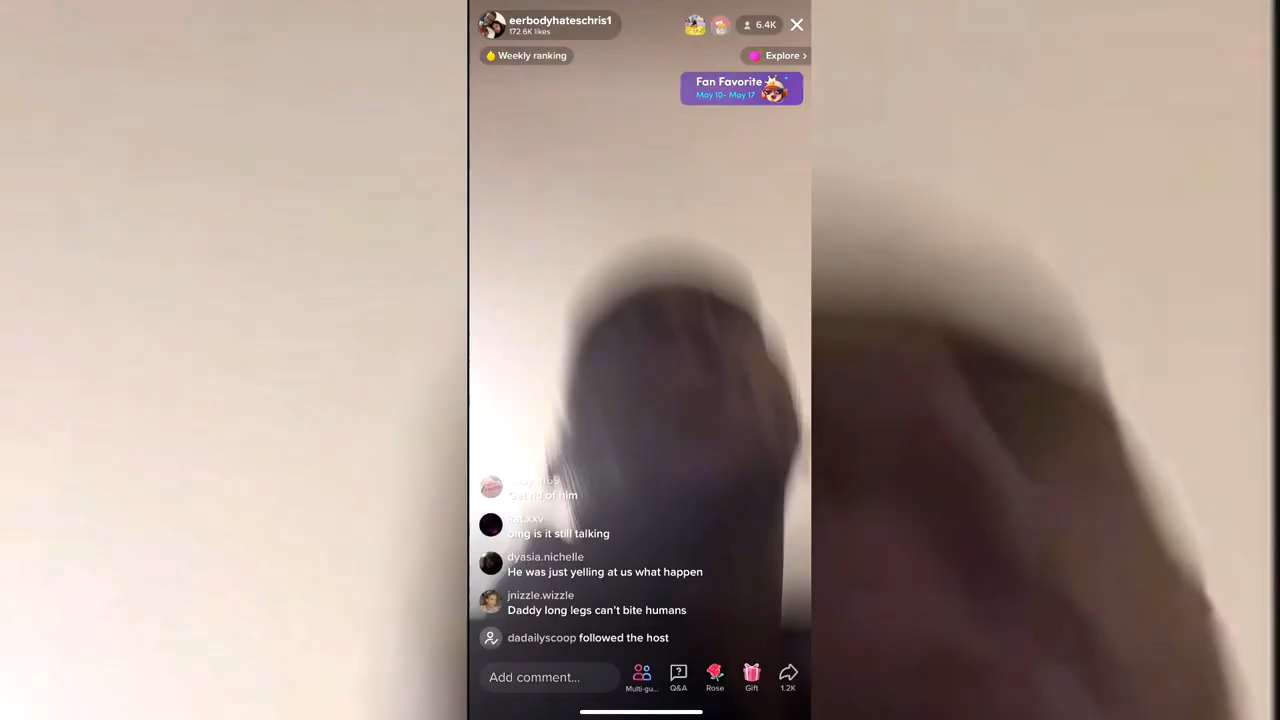 eerbodyhateschris1
172.6K likes
6.4K
Weekly ranking
Explore >
Fan Favorite
May 10- May 17
Get rid of him
omg is it still talking
dyasia.nichelle
He was just yelling at us what happen
jnizzle.wizzle
Daddy long legs can't bite humans
dadailyscoop followed the host
Add comment...
Multi-gu...
Q&A
Rose
Gift
1.2K